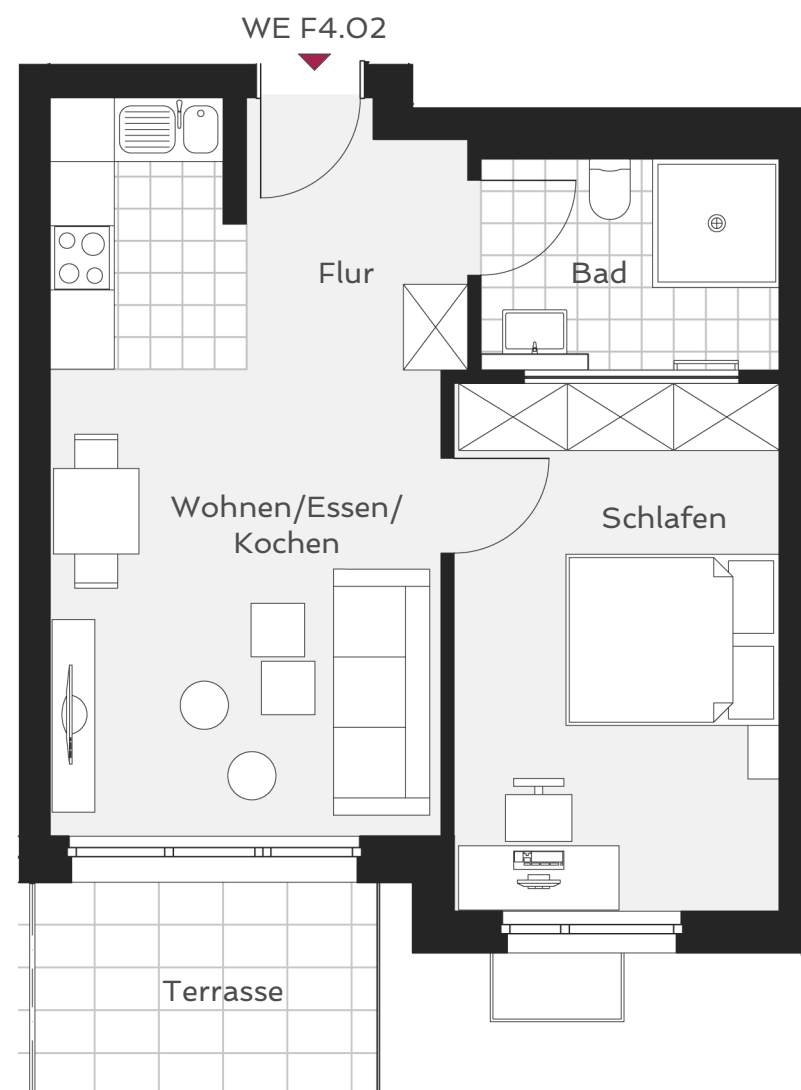 WE F4.02
Flur
Bad
Wohnen/Essen/
Kochen
Schlafen
Terrasse